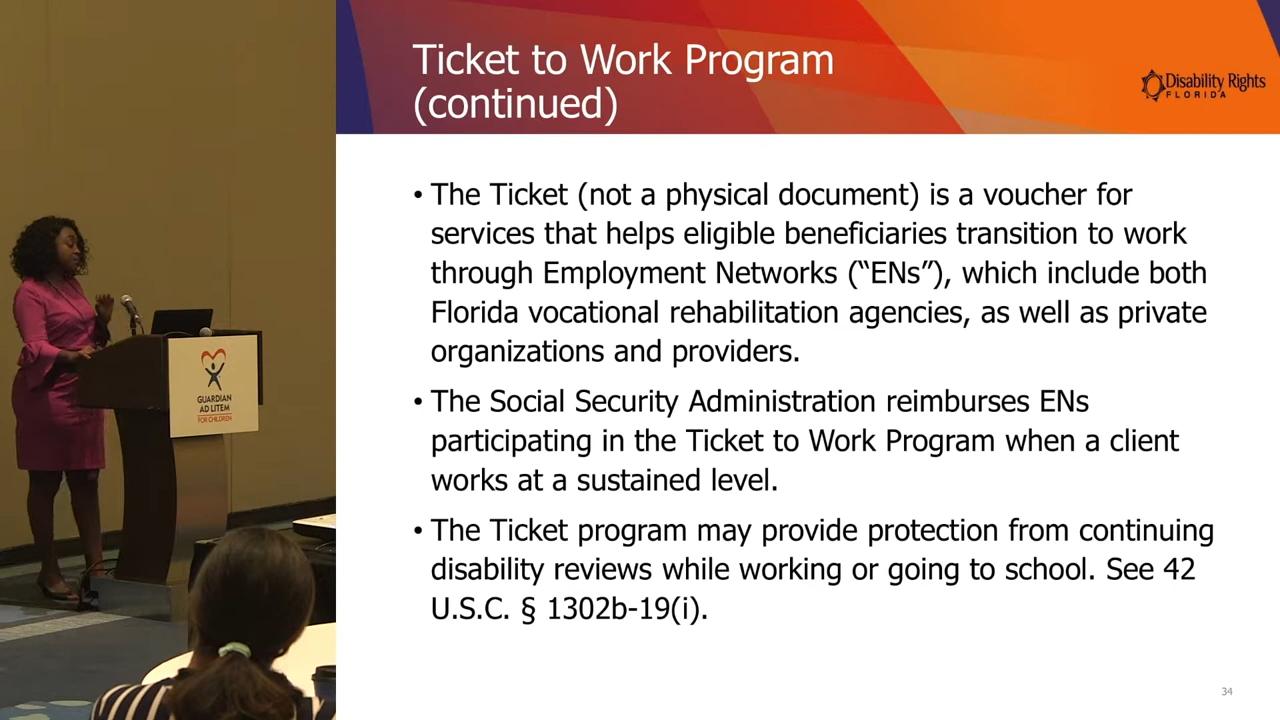 Ticket to Work Program
(continued)
Disability Rights
FLORIDA
• The Ticket (not a physical document) is a voucher for
services that helps eligible beneficiaries transition to work
through Employment Networks (“ENs”), which include both
Florida vocational rehabilitation agencies, as well as private
organizations and providers.
• The Social Security Administration reimburses ENs
participating in the Ticket to Work Program when a client
works at a sustained level.
• The Ticket program may provide protection from continuing
disability reviews while working or going to school. See 42
U.S.C. § 1302b-19(i).
34
GUARDIAN
AD LITEM
FOR CHILDREN